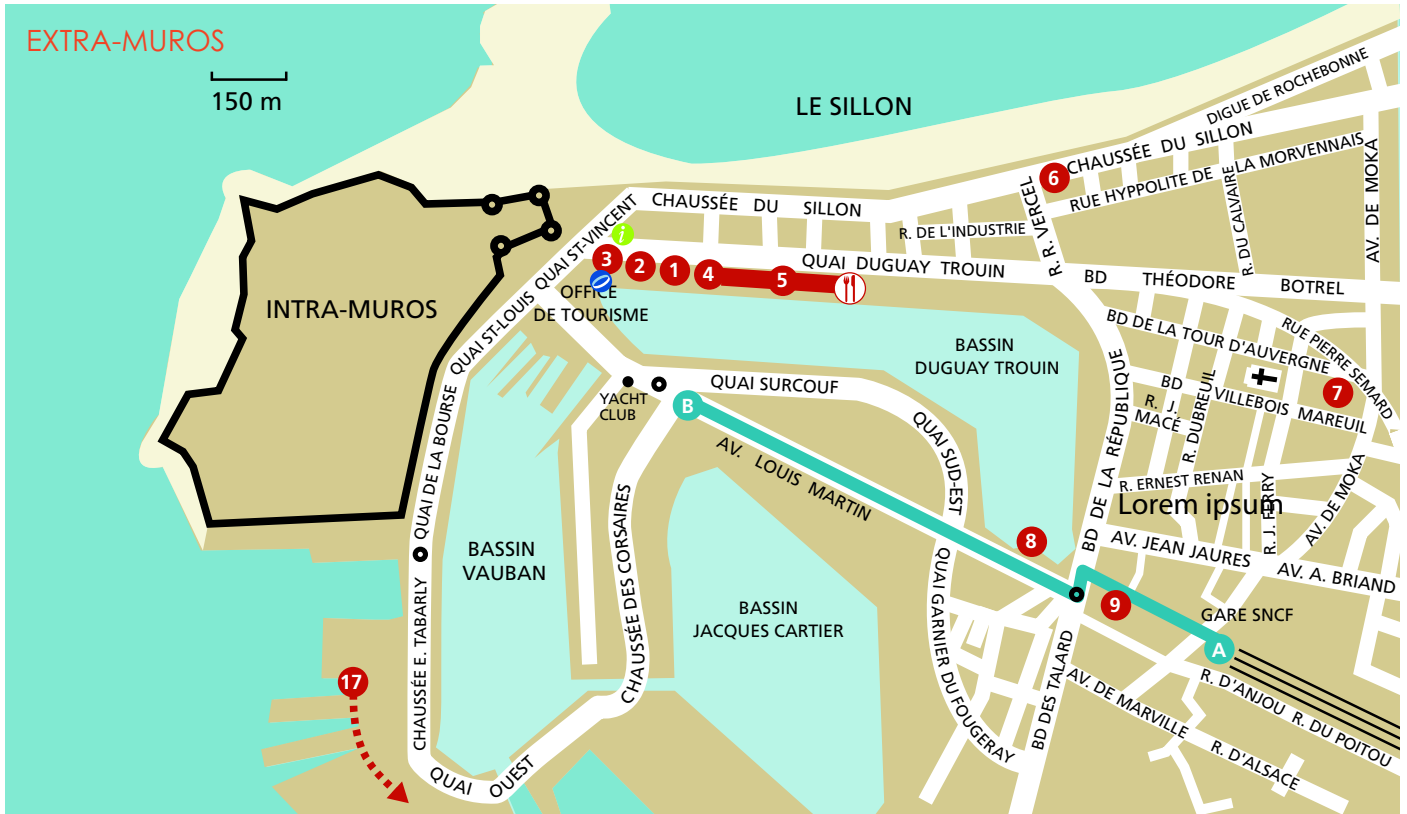 EXTRA-MUROS
150 m
LE SILLON
DIGUE DE ROCHEBONNE
CHAUSSÉE DU SILLON
RUE HYPPOLITE DE LA MORVENNAIS
6
R. R. VERCEL
R. DU CALVAIRE
AV. DE MOKA
CHAUSSÉE DU SILLON
R. DE L'INDUSTRIE
QUAI ST-VINCENT
i
QUAI DUGUAY TROUIN
BD THÉODORE BOTREL
3
2
1
4
5
OFFICE
DE TOURISME
INTRA-MUROS
QUAI ST-LOUIS
QUAI DE LA BOURSE
BASSIN
DUGUAY TROUIN
BD DE LA TOUR D'AUVERGNE
RUE PIERRE SEMARD
BD VILLEBOIS MAREUIL
7
R. J.
MACÉ
R. DUBREUIL
YACHT
CLUB
B
QUAI SURCOUF
QUAI SUD-EST
AV. LOUIS MARTIN
BD DE LA RÉPUBLIQUE
R. ERNEST RENAN
Lorem ipsum
R. J. FERRY
AV. DE MOKA
AV. JEAN JAURES
AV. A. BRIAND
8
9
GARE SNCF
A
BASSIN
VAUBAN
CHAUSSÉE DES CORSAIRES
BASSIN
JACQUES CARTIER
QUAI GARNIER DU FOUGERAY
BD DES TALARD
AV. DE MARVILLE
R. D'ANJOU
R. DU POITOU
R. D'ALSACE
17
CHAUSSÉE E. TABARLY
QUAI OUEST